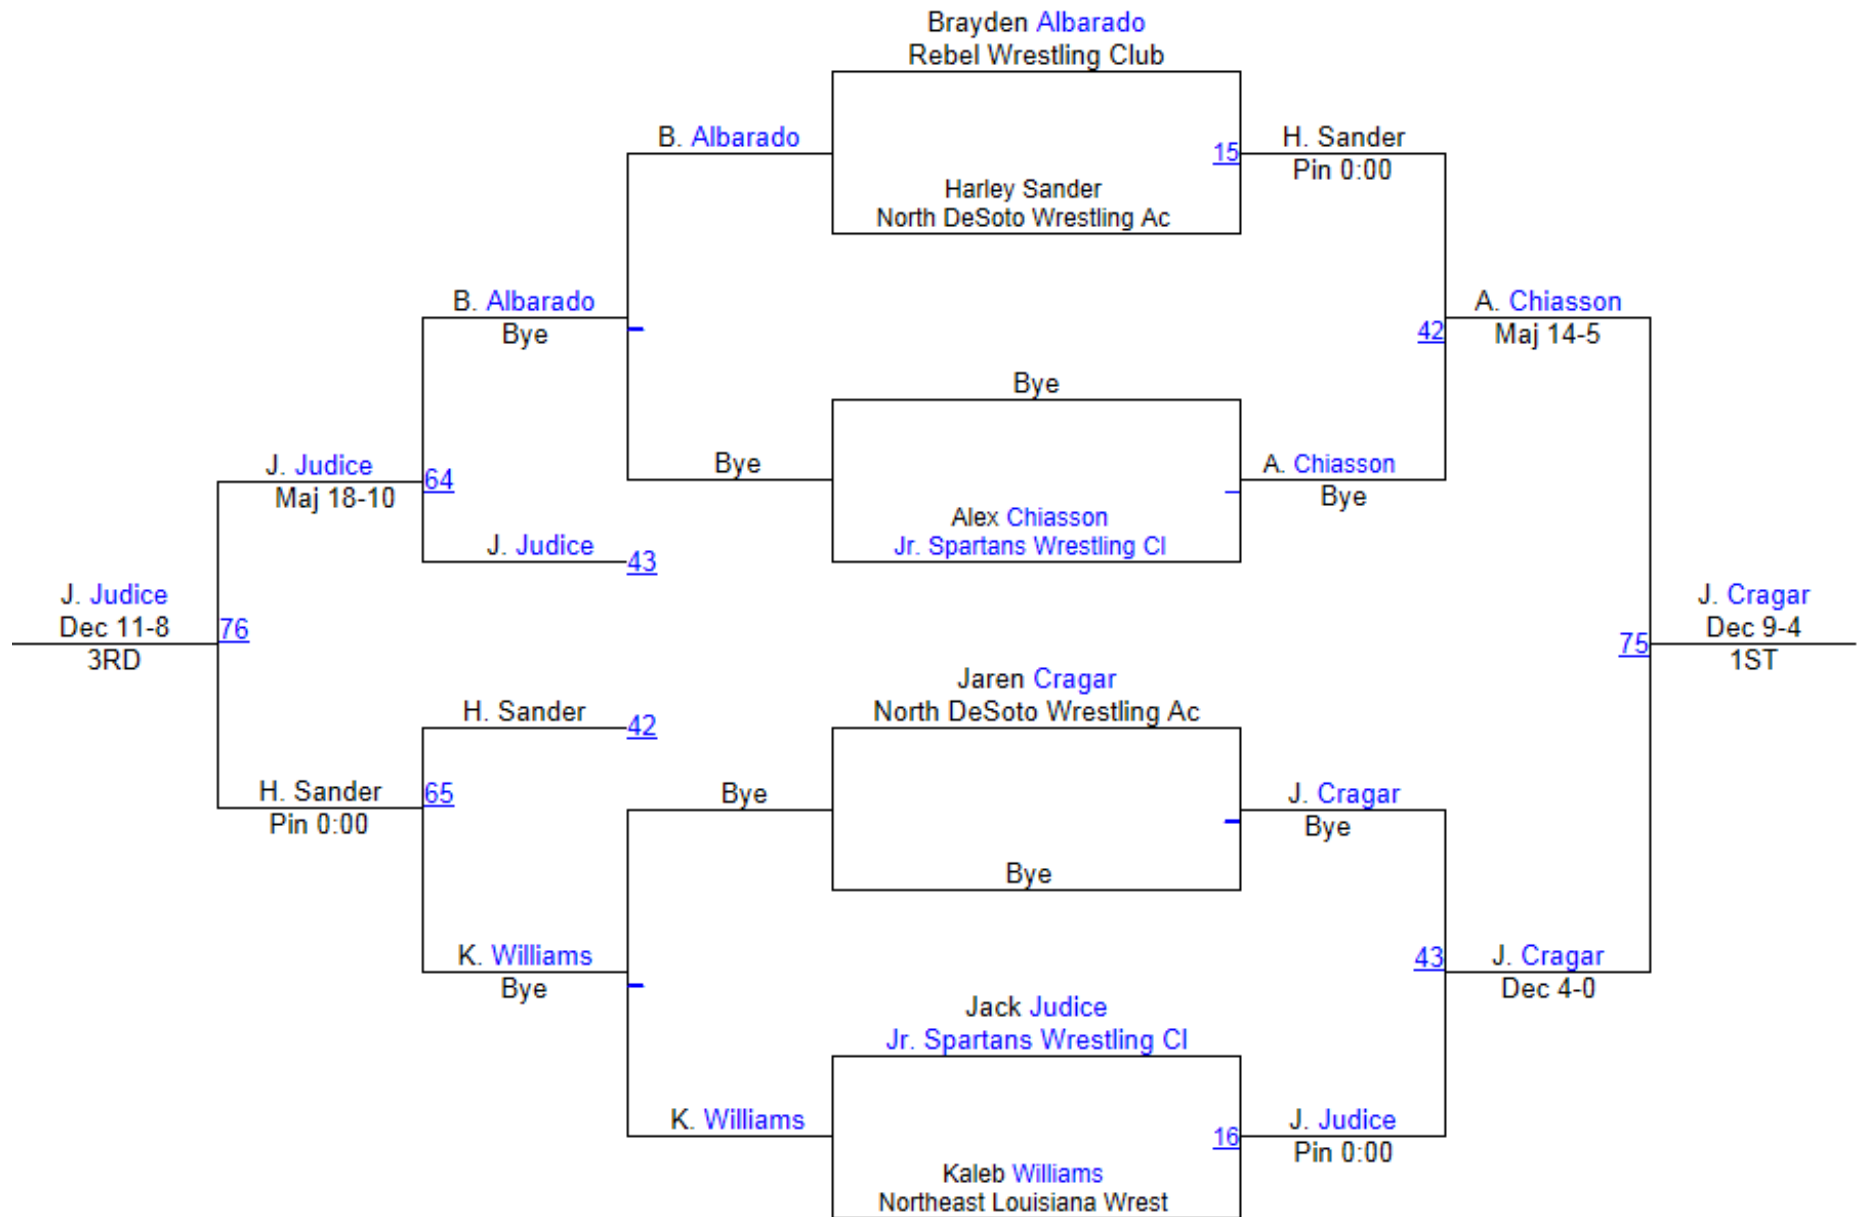 Brayden Albarado
Rebel Wrestling Club
B. Albarado
15
H. Sander
Pin 0:00
Harley Sander
North DeSoto Wrestling Ac
B. Albarado
Bye
A. Chiasson
42
Maj 14-5
Bye
J. Judice
Maj 18-10
64
Bye
A. Chiasson
Bye
Alex Chiasson
Jr. Spartans Wrestling Cl
J. Judice
43
J. Judice
Dec 11-8
76
3RD
J. Cragar
Dec 9-4
75
1ST
Jaren Cragar
North DeSoto Wrestling Ac
H. Sander
42
H. Sander
65
Pin 0:00
Bye
J. Cragar
Bye
Bye
K. Williams
Bye
43
J. Cragar
Dec 4-0
Jack Judice
Jr. Spartans Wrestling Cl
K. Williams
16
J. Judice
Pin 0:00
Kaleb Williams
Northeast Louisiana Wrest